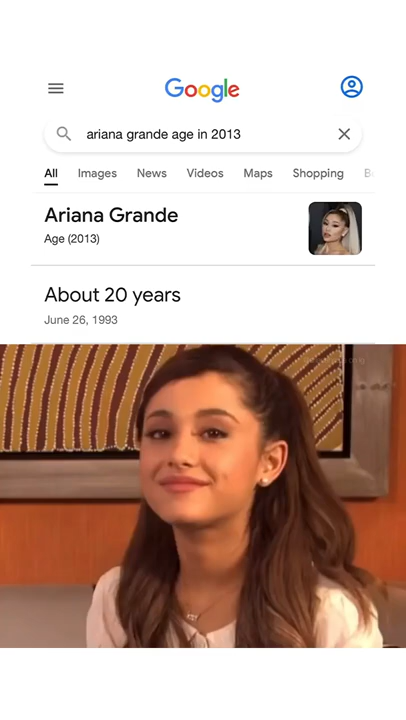 Google
ariana grande age in 2013
All Images News Videos Maps Shopping
Ariana Grande
Age (2013)
About 20 years
June 26, 1993